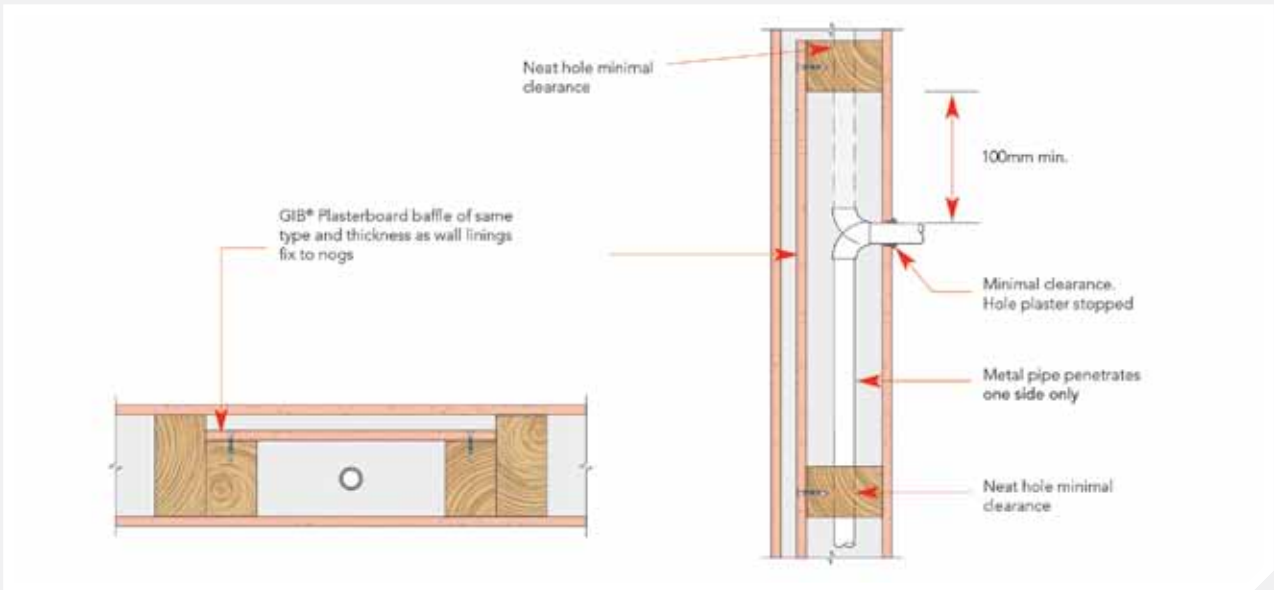 Neat hole minimal
clearance
100mm min.
GIB® Plasterboard baffle of same
type and thickness as wall linings
fix to nogs
Minimal clearance.
Hole plaster stopped
Metal pipe penetrates
one side only
Neat hole minimal
clearance